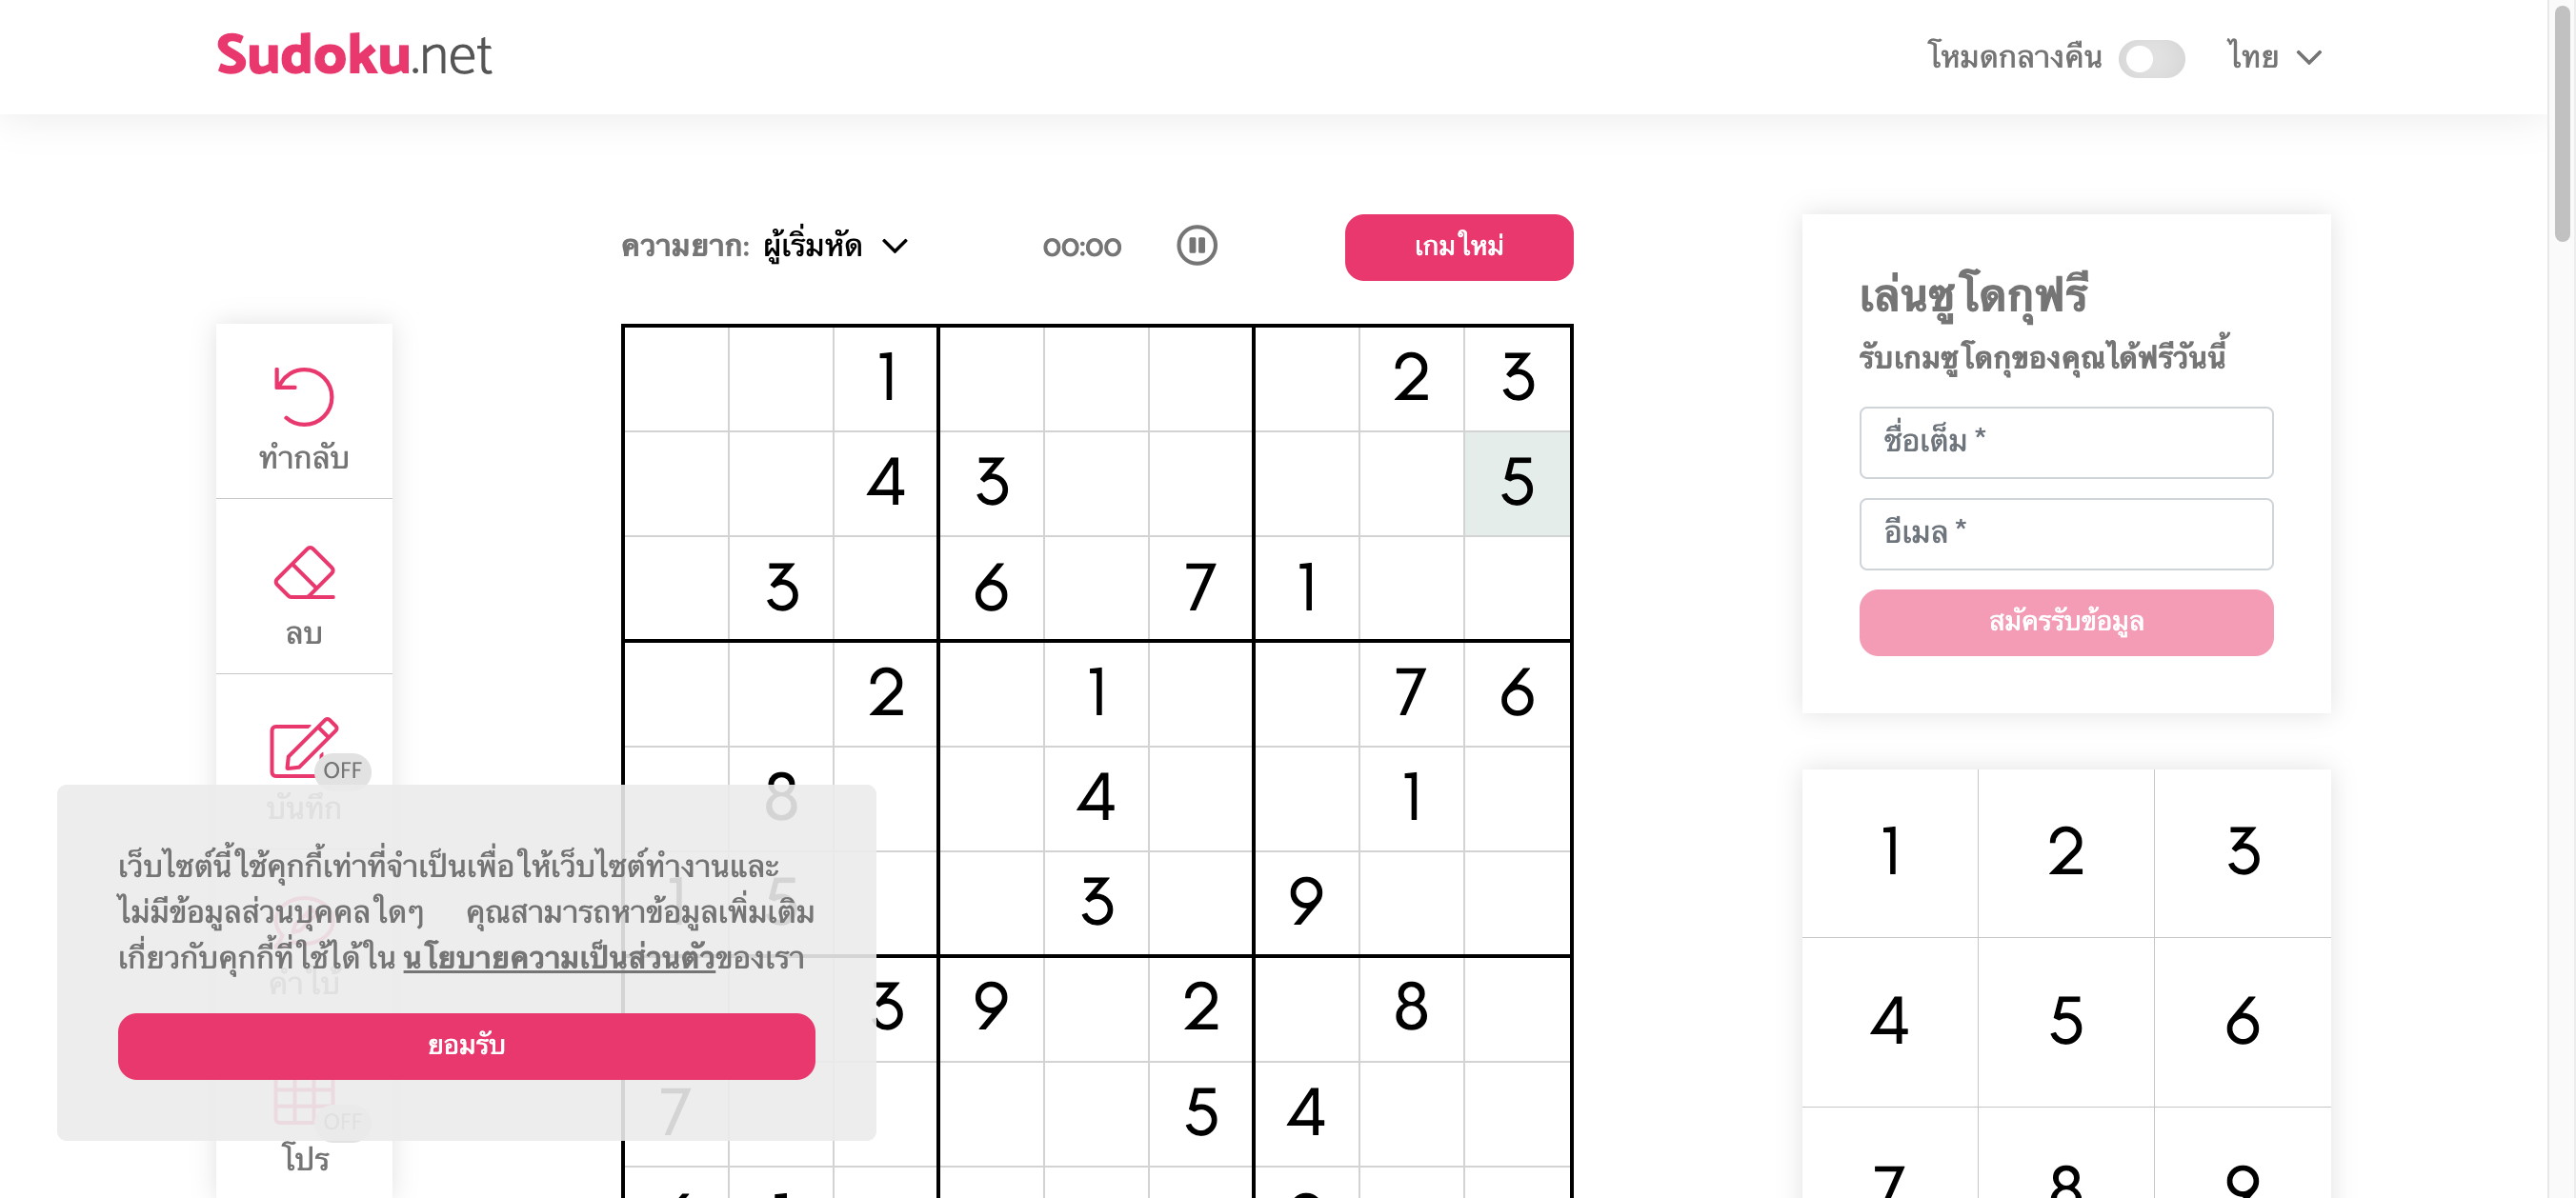 Sudoku.net
โหมดกลางคืน ไทย
ความยาก: ผู้เริ่มหัด 00:00 เกมใหม่
เล่นซูโดกุฟรี
รับเกมซูโดกุของคุณได้ฟรีวันนี้
ชื่อเต็ม *
อีเมล *
สมัครรับข้อมูล
ทำกลับ
ลบ
OFF
บันทึก
OFF
โปร
1 2 3
4 3 5
3 6 7 1
2 1 7 6
8 4 1
1 5 3 9
3 9 2 8
7 5 4
เว็บไซต์นี้ใช้คุกกี้เท่าที่จำเป็นเพื่อให้เว็บไซต์ทำงานและ
ไม่มีข้อมูลส่วนบุคคลใดๆ คุณสามารถหาข้อมูลเพิ่มเติม
เกี่ยวกับคุกกี้ที่ใช้ได้ใน นโยบายความเป็นส่วนตัวของเรา
ยอมรับ
1 2 3
4 5 6
7 8 9